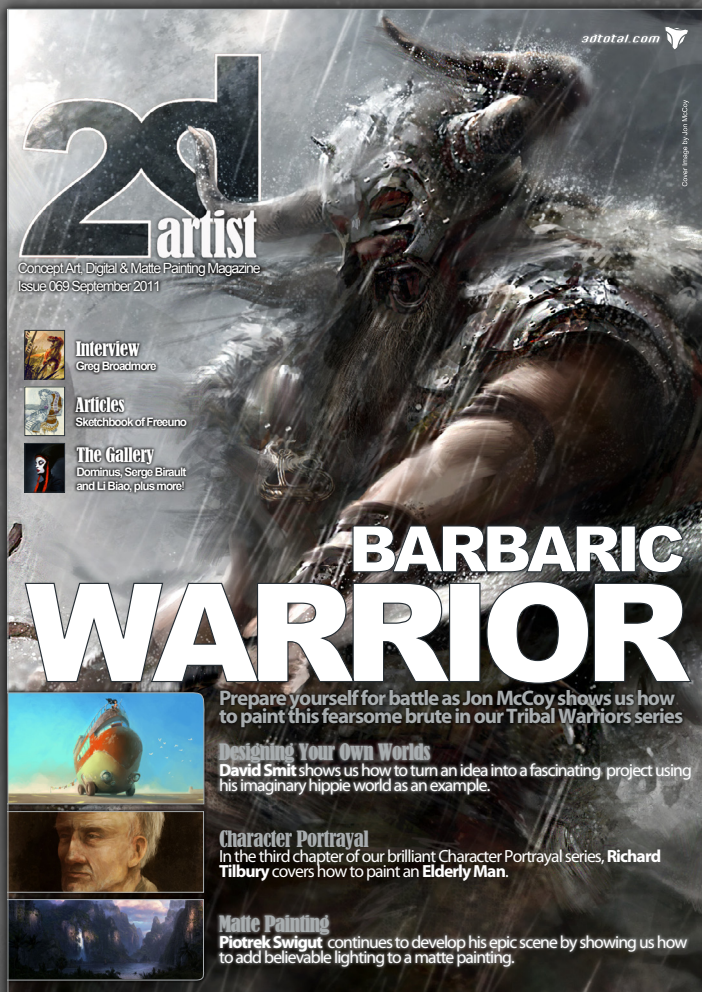 3dtotal.com
Cover Image by Jon McCoy
2d
artist
Concept Art, Digital & Matte Painting Magazine
Issue 069 September 2011
Interview
Greg Broadmore
Articles
Sketchbook of Freeuno
The Gallery
Dominus, Serge Birault
and Li Biao, plus more!
BARBARIC
WARRIOR
Prepare yourself for battle as Jon McCoy shows us how
to paint this fearsome brute in our Tribal Warriors series
Designing Your Own Worlds
David Smit shows us how to turn an idea into a fascinating project using
his imaginary hippie world as an example.
Character Portrayal
In the third chapter of our brilliant Character Portrayal series, Richard
Tilbury covers how to paint an Elderly Man.
Matte Painting
Piotrek Swigut continues to develop his epic scene by showing us how
to add believable lighting to a matte painting.